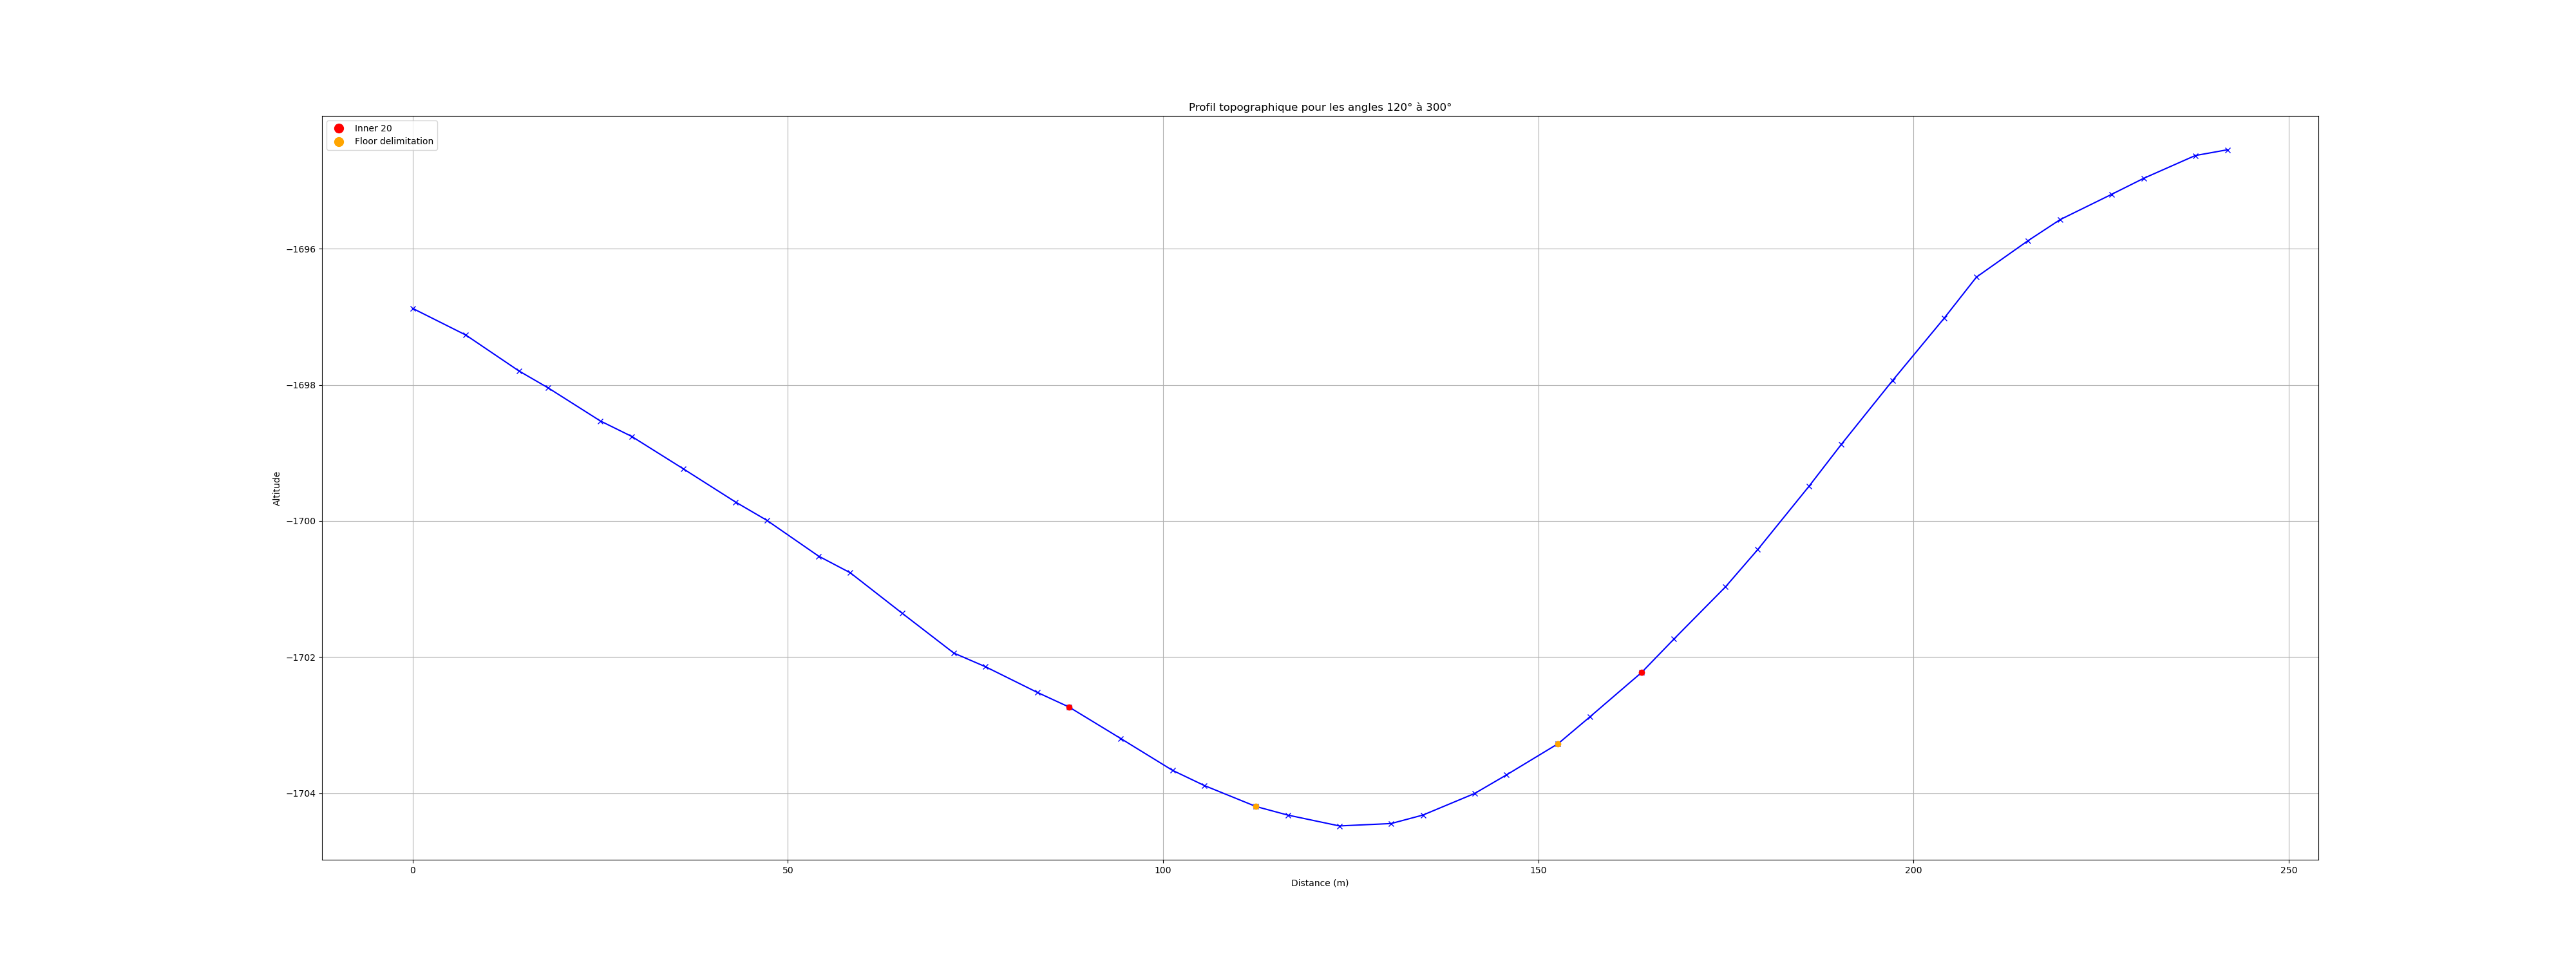 Profil topographique pour les angles 120° à 300°
Inner 20
Floor delimitation
−1696
−1698
−1700
−1702
−1704
Altitude
0 50 100 150 200 250
Distance (m)